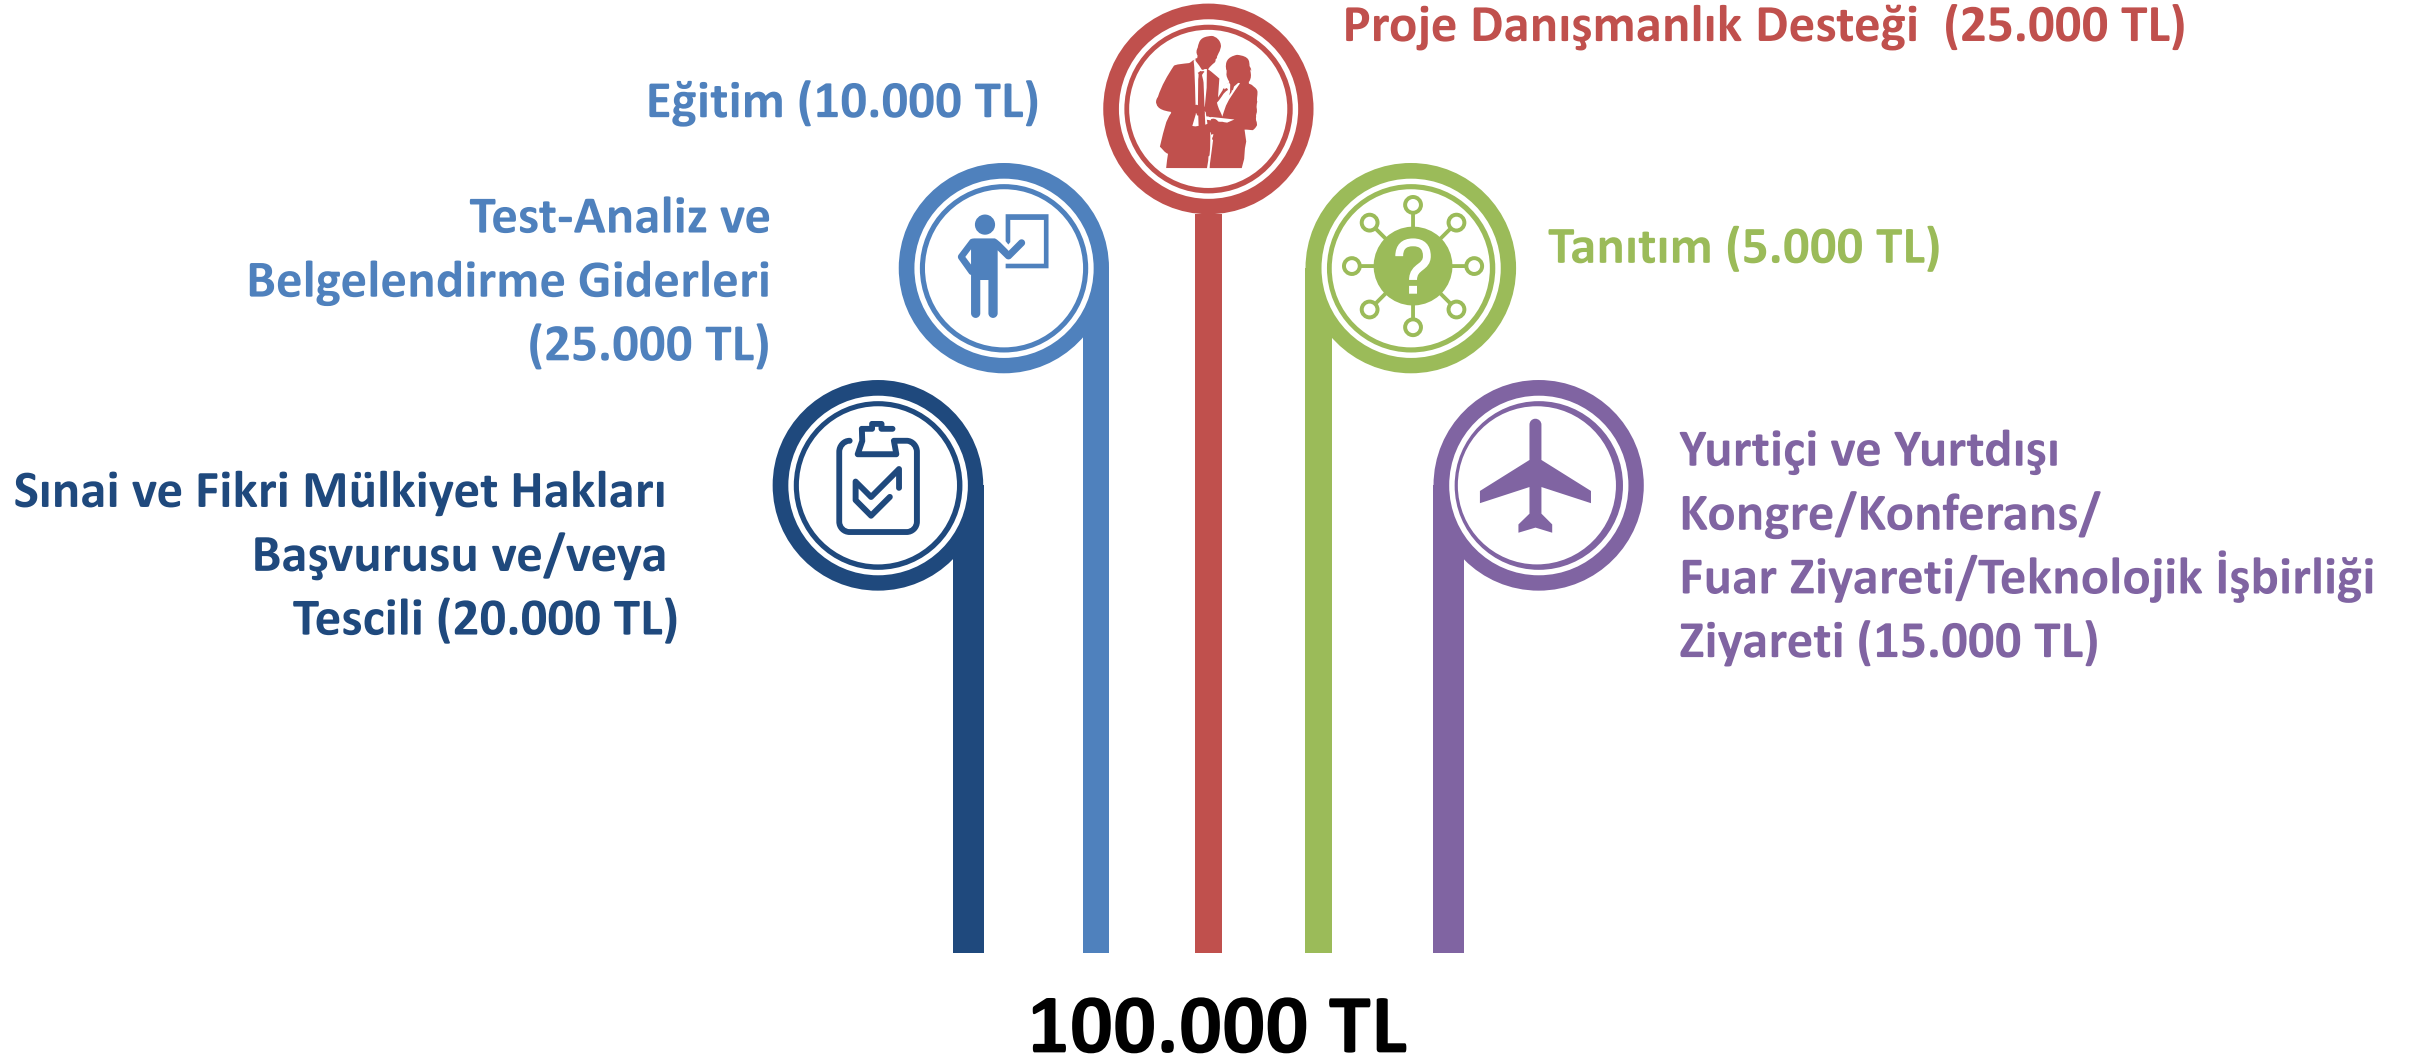 Proje Danışmanlık Desteği  (25.000 TL)
Eğitim (10.000 TL)
Test-Analiz ve
Belgelendirme Giderleri
(25.000 TL)
Tanıtım (5.000 TL)
?
Sınai ve Fikri Mülkiyet Hakları
Başvurusu ve/veya
Tescili (20.000 TL)
Yurtiçi ve Yurtdışı
Kongre/Konferans/
Fuar Ziyareti/Teknolojik İşbirliği
Ziyareti (15.000 TL)
100.000 TL